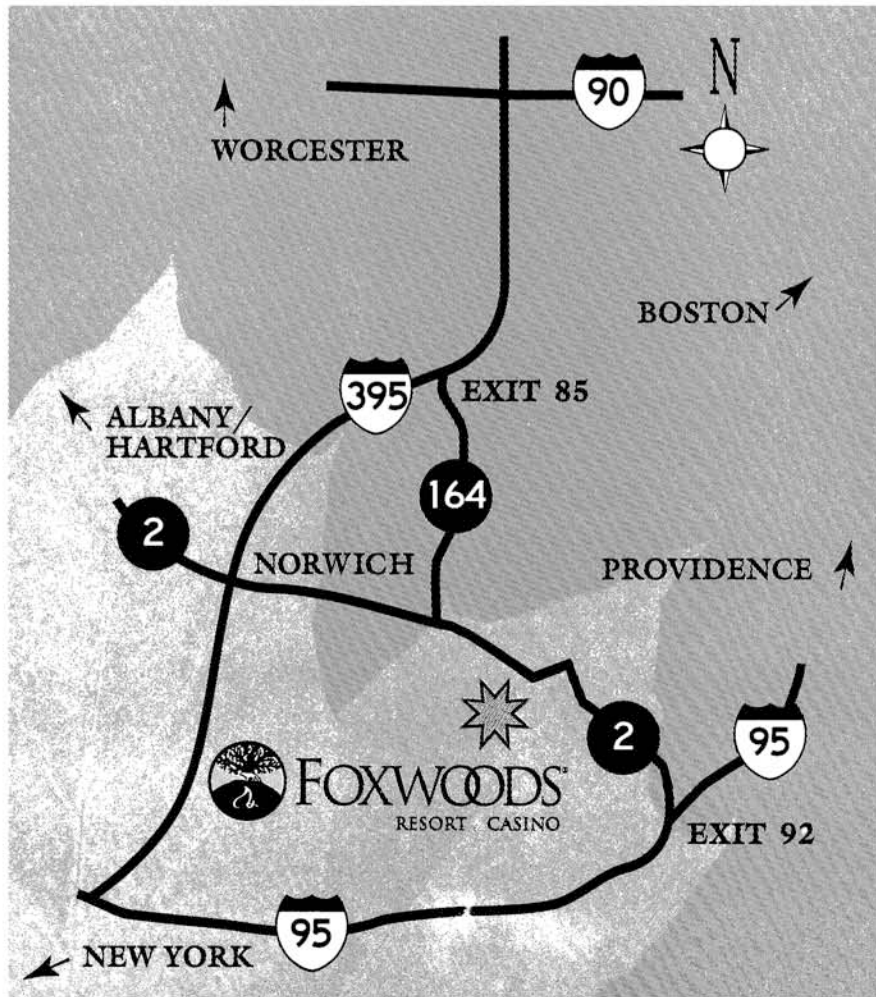 N
90
WORCESTER
BOSTON
395
EXIT 85
ALBANY/
HARTFORD
164
2
NORWICH
PROVIDENCE
2
95
FOXWOODS
RESORT CASINO
EXIT 92
95
NEW YORK